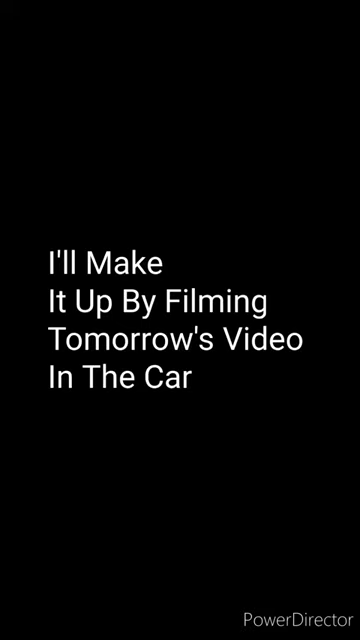 I'll Make
It Up By Filming
Tomorrow's Video
In The Car
PowerDirector